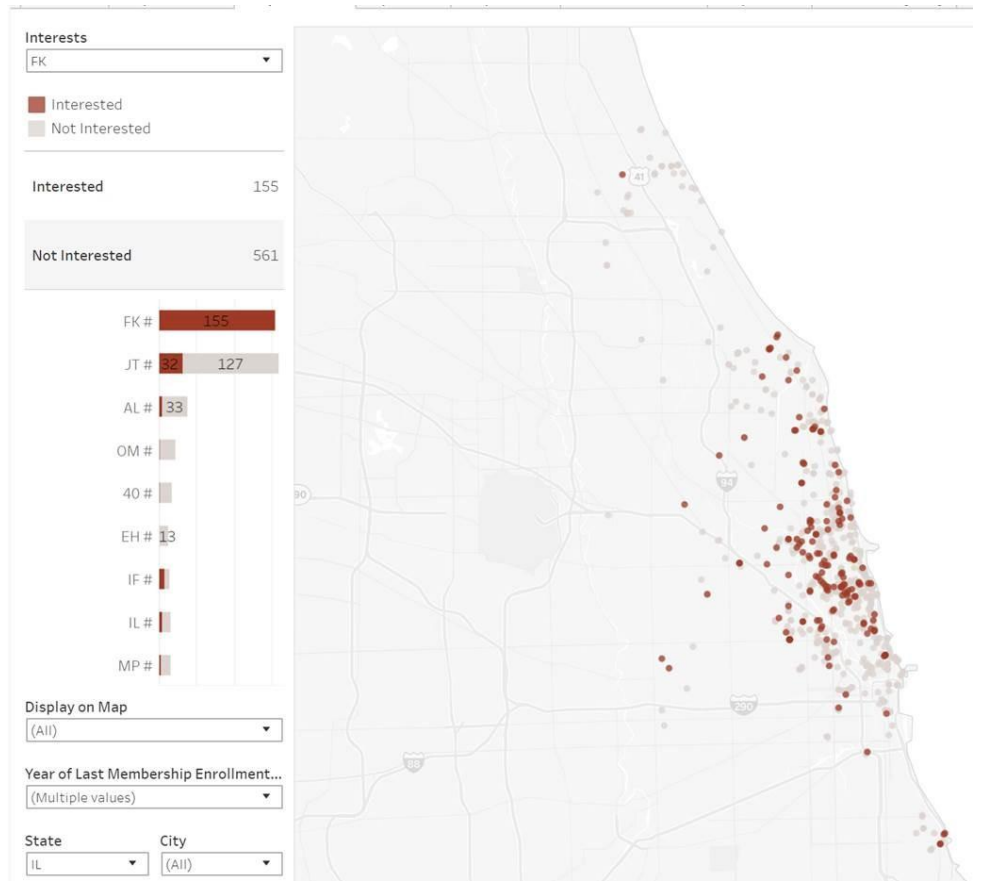 Interests
FK
Interested
Not Interested
Interested 155
Not Interested 561
FK # 155
JT # 32 127
AL # 33
OM #
40 #
EH # 13
IF #
IL #
MP #
Display on Map
(All)
Year of Last Membership Enrollment...
(Multiple values)
State City
IL (All)
41
94
90
290
88